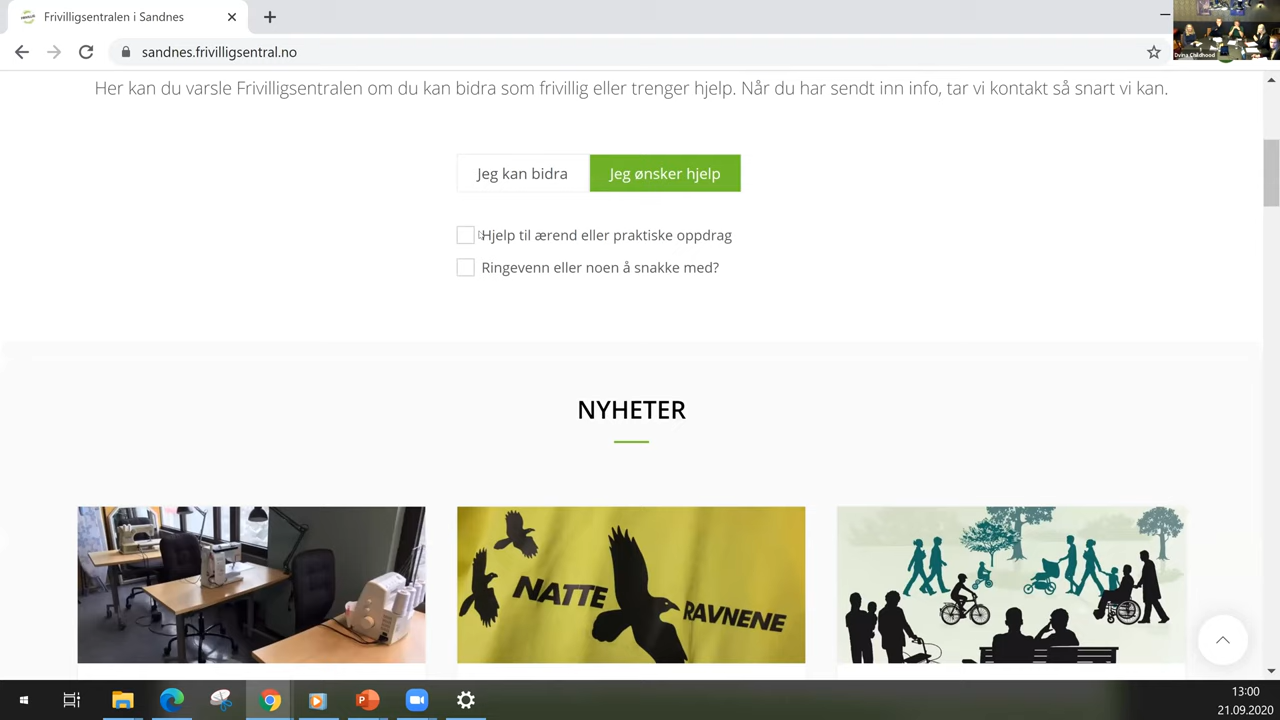 Frivilligsentralen i Sandnes
sandnes.frivilligsentral.no
Dvina Childhood
Her kan du varsle Frivilligsentralen om du kan bidra som frivillig eller trenger hjelp. Når du har sendt inn info, tar vi kontakt så snart vi kan.
Jeg kan bidra
Jeg ønsker hjelp
Hjelp til ærend eller praktiske oppdrag
Ringevenn eller noen å snakke med?
NYHETER
NATTE RAVNENE
13:00
21.09.2020